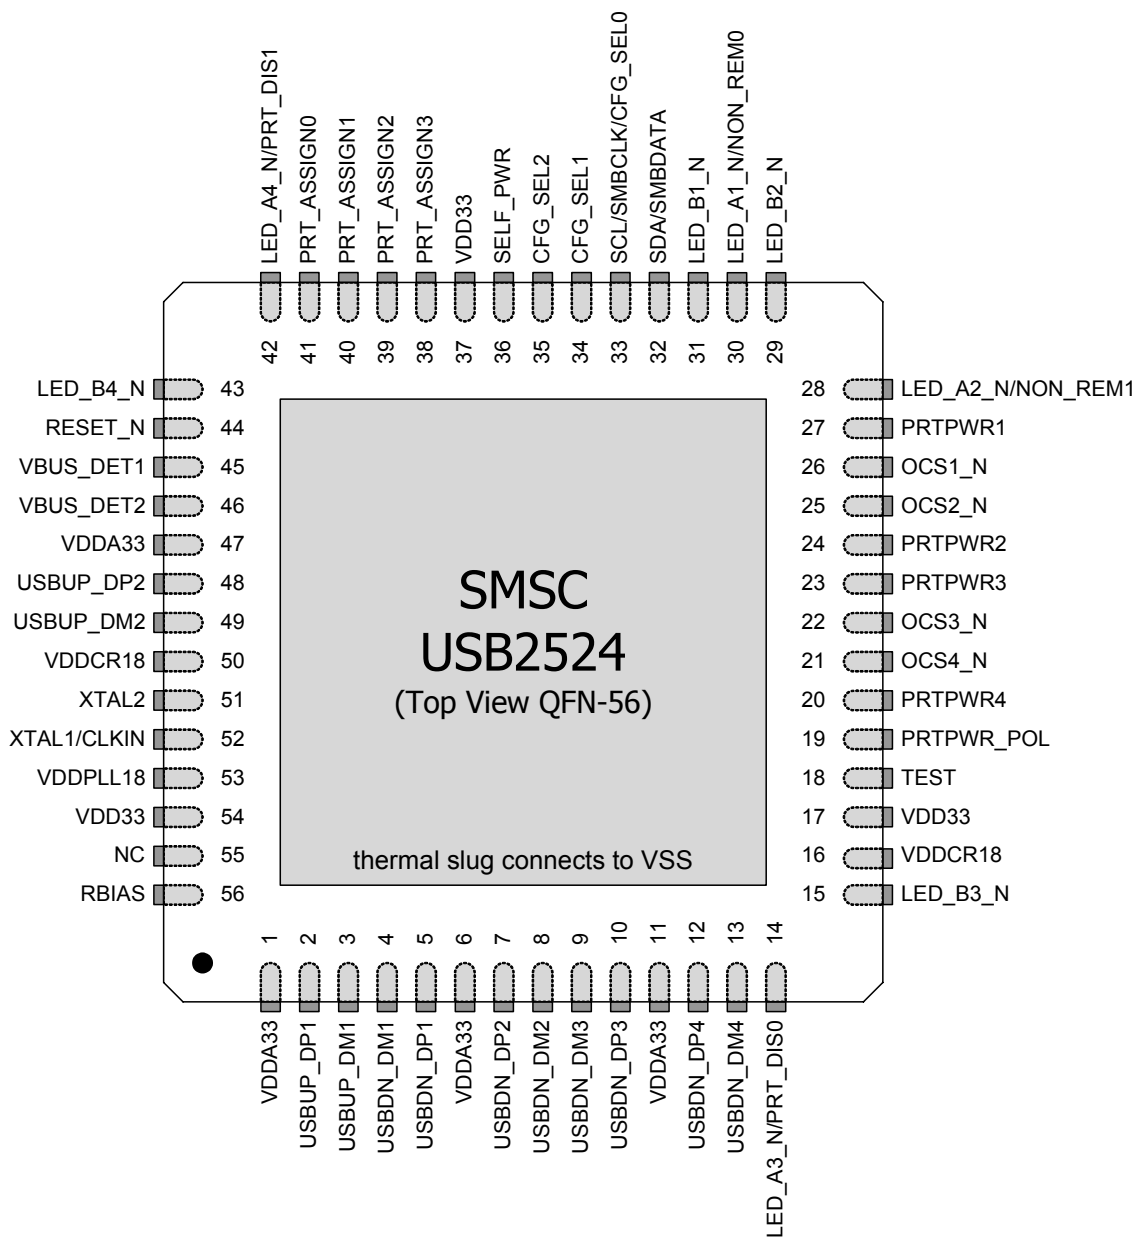 LED_A4_N/PRT_DIS1
PRT_ASSIGN0
PRT_ASSIGN1
PRT_ASSIGN2
PRT_ASSIGN3
VDD33
SELF_PWR
CFG_SEL2
CFG_SEL1
SCL/SMBCLK/CFG_SEL0
SDA/SMBDATA
LED_B1_N
LED_A1_N/NON_REM0
LED_B2_N
42 41 40 39 38 37 36 35 34 33 32 31 30 29
LED_B4_N 43
RESET_N 44
VBUS_DET1 45
VBUS_DET2 46
VDDA33 47
USBUP_DP2 48
USBUP_DM2 49
VDDCR18 50
XTAL2 51
XTAL1/CLKIN 52
VDDPLL18 53
VDD33 54
NC 55
RBIAS 56
SMSC
USB2524
(Top View QFN-56)
thermal slug connects to VSS
28 LED_A2_N/NON_REM1
27 PRTPWR1
26 OCS1_N
25 OCS2_N
24 PRTPWR2
23 PRTPWR3
22 OCS3_N
21 OCS4_N
20 PRTPWR4
19 PRTPWR_POL
18 TEST
17 VDD33
16 VDDCR18
15 LED_B3_N
1 2 3 4 5 6 7 8 9 10 11 12 13 14
VDDA33
USBUP_DP1
USBUP_DM1
USBDN_DM1
USBDN_DP1
VDDA33
USBDN_DP2
USBDN_DM2
USBDN_DM3
USBDN_DP3
VDDA33
USBDN_DP4
USBDN_DM4
LED_A3_N/PRT_DIS0